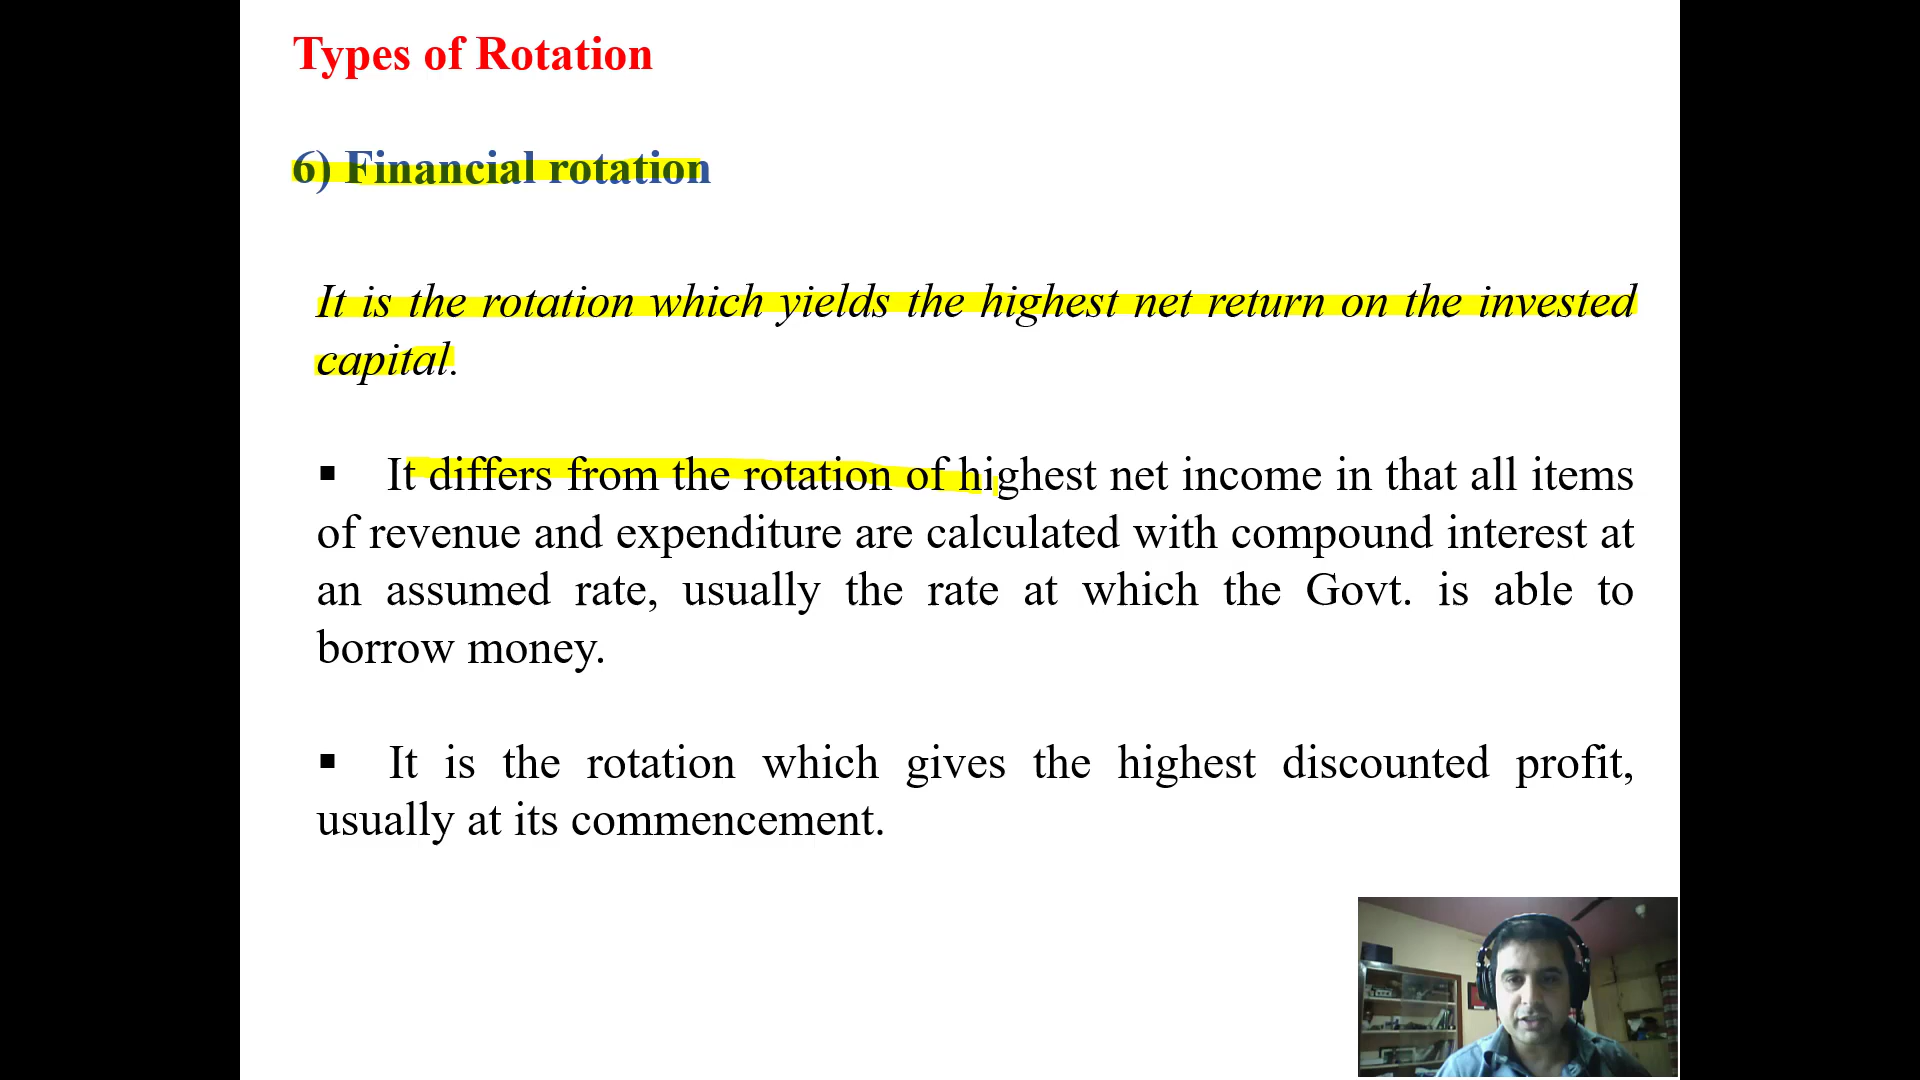 Types of Rotation
6) Financial rotation
It is the rotation which yields the highest net return on the invested
capital.
▪ It differs from the rotation of highest net income in that all items
of revenue and expenditure are calculated with compound interest at
an assumed rate, usually the rate at which the Govt. is able to
borrow money.
▪ It is the rotation which gives the highest discounted profit,
usually at its commencement.